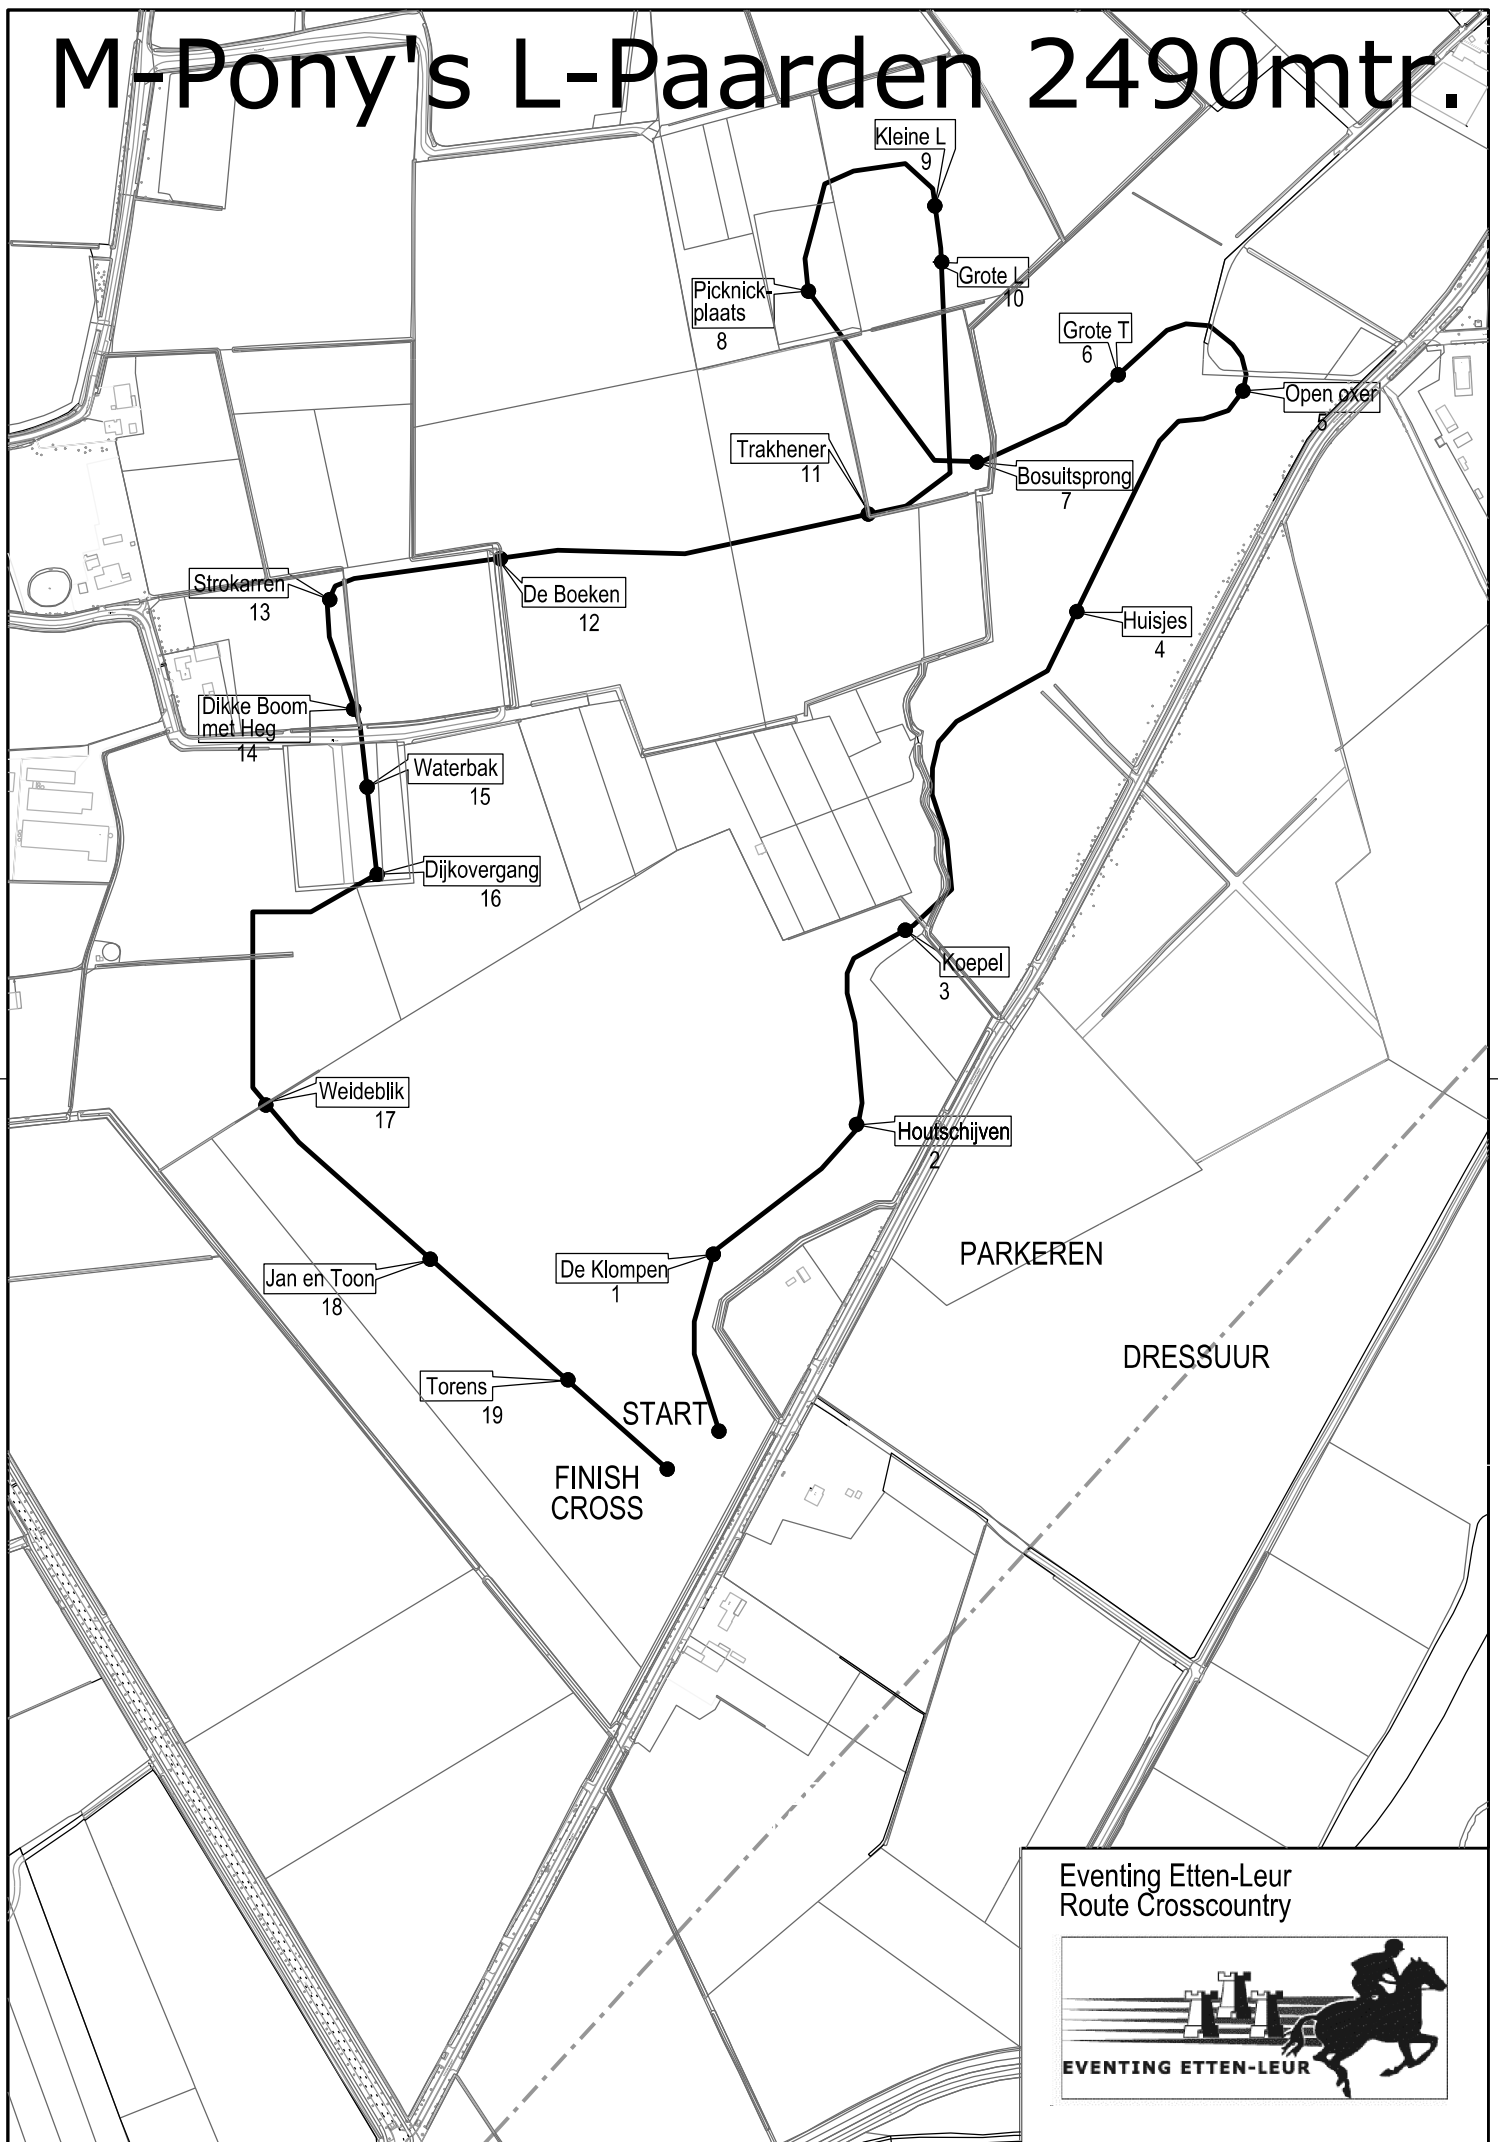 M-Pony's L-Paarden 2490mtr.
Kleine L
9
Grote L
10
Picknick-
plaats
8
Grote T
6
Open oxer
5
Trakhener
11
Bosuitsprong
7
Strokarren
13
De Boeken
12
Huisjes
4
Dikke Boom
met Heg
14
Waterbak
15
Dijkovergang
16
Koepel
3
Weideblik
17
Houtschijven
2
PARKEREN
De Klompen
1
Jan en Toon
18
DRESSUUR
Torens
19
START
FINISH
CROSS
Eventing Etten-Leur
Route Crosscountry
EVENTING ETTEN-LEUR